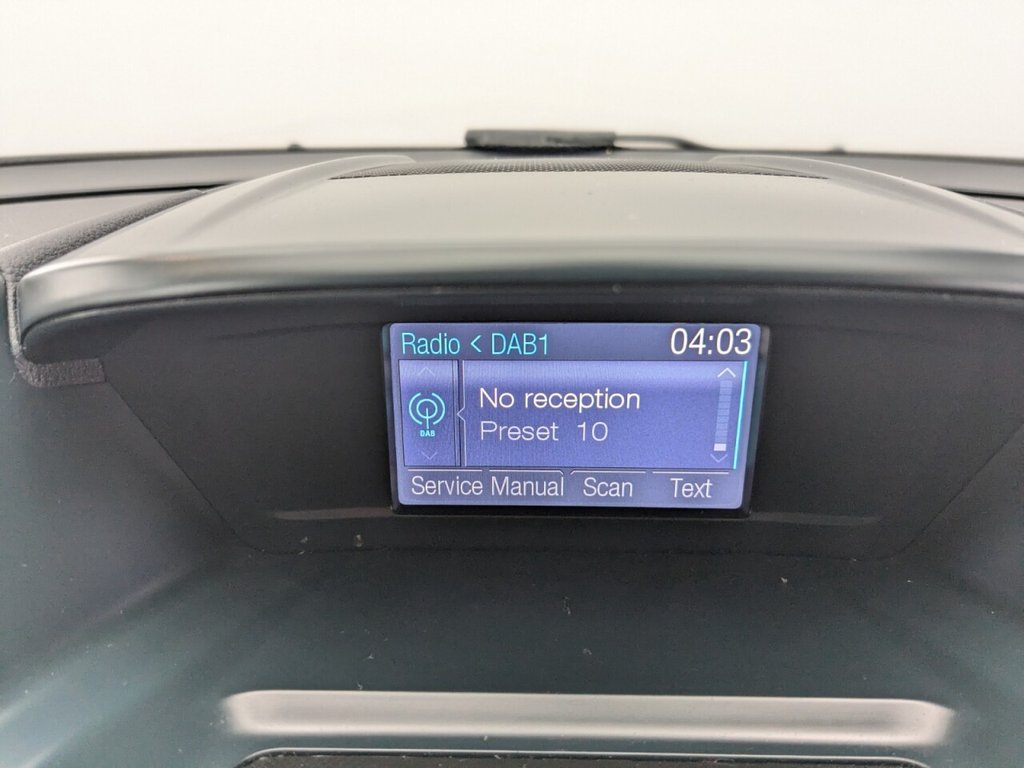 Radio < DAB1 04:03
No reception
DAB
Preset 10
Service Manual Scan Text